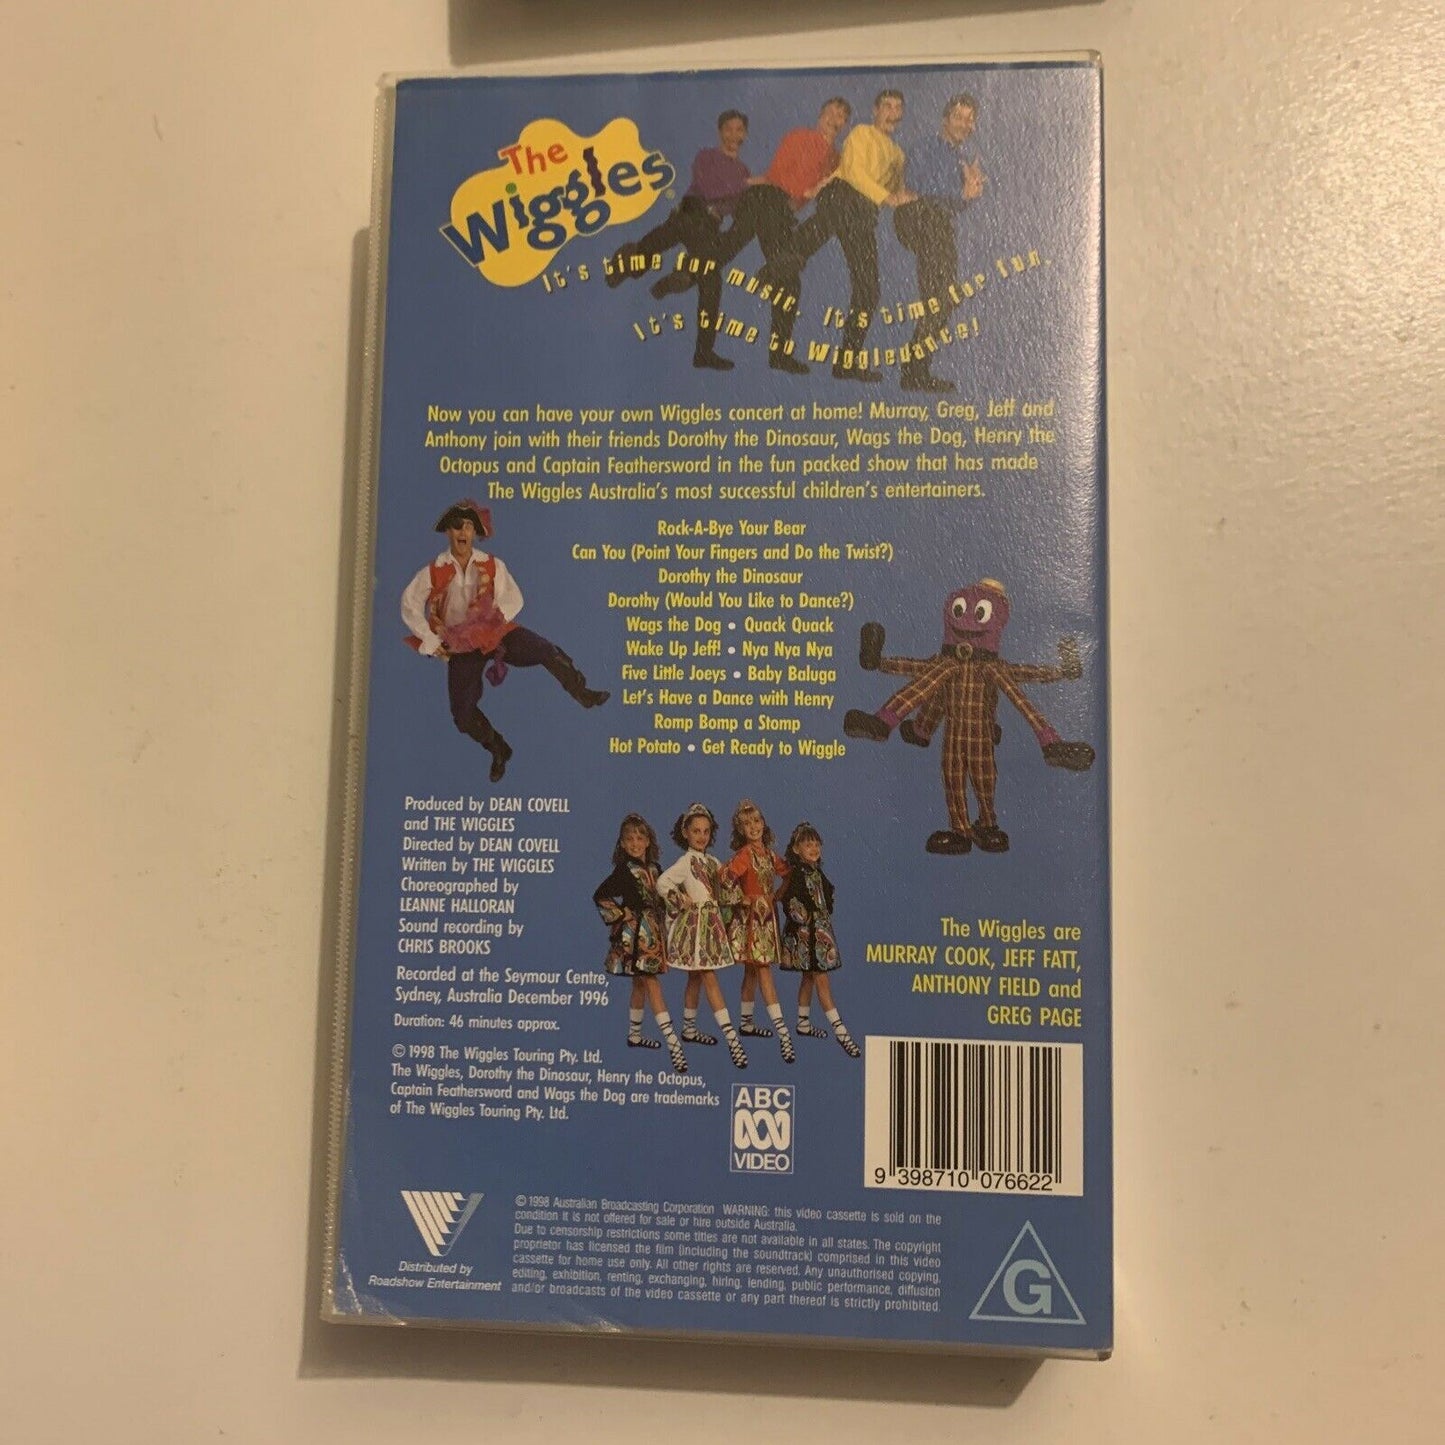 The
Wiggles
It's time for music. It's time for fun.
It's time to Wiggledance!
Now you can have your own Wiggles concert at home! Murray, Greg, Jeff and
Anthony join with their friends Dorothy the Dinosaur, Wags the Dog, Henry the
Octopus and Captain Feathersword in the fun packed show that has made
The Wiggles Australia's most successful children's entertainers.
Rock-A-Bye Your Bear
Can You (Point Your Fingers and Do the Twist?)
Dorothy the Dinosaur
Dorothy (Would You Like to Dance?)
Wags the Dog • Quack Quack
Wake Up Jeff! • Nya Nya Nya
Five Little Joeys • Baby Baluga
Let's Have a Dance with Henry
Romp Bomp a Stomp
Hot Potato • Get Ready to Wiggle
Produced by DEAN COVELL
and THE WIGGLES
Directed by DEAN COVELL
Written by THE WIGGLES
Choreographed by
LEANNE HALLORAN
Sound recording by
CHRIS BROOKS
Recorded at the Seymour Centre,
Sydney, Australia December 1996
Duration: 46 minutes approx.
The Wiggles are
MURRAY COOK, JEFF FATT,
ANTHONY FIELD and
GREG PAGE
© 1998 The Wiggles Touring Pty. Ltd.
The Wiggles, Dorothy the Dinosaur, Henry the Octopus,
Captain Feathersword and Wags the Dog are trademarks
of The Wiggles Touring Pty. Ltd.
ABC
VIDEO
9 398710 076622
Distributed by
Roadshow Entertainment
© 1998 Australian Broadcasting Corporation WARNING: this video cassette is sold on the
condition it is not offered for sale or hire outside Australia.
Due to censorship restrictions some titles are not available in all states. The copyright
proprietor has licensed the film (including the soundtrack) comprised in this video
cassette for home use only. All other rights are reserved. Any unauthorised copying,
editing, exhibition, renting, exchanging, hiring, lending, public performance, diffusion
and/or broadcasts of the video cassette or any part thereof is strictly prohibited.
G